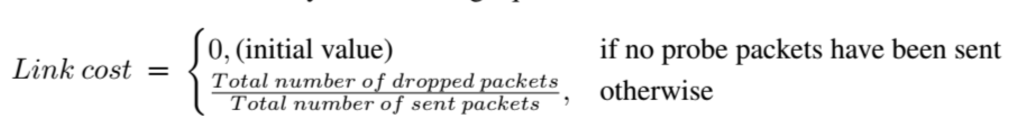 Link cost = { 0, (initial value) if no probe packets have been sent
Total number of dropped packets / Total number of sent packets , otherwise